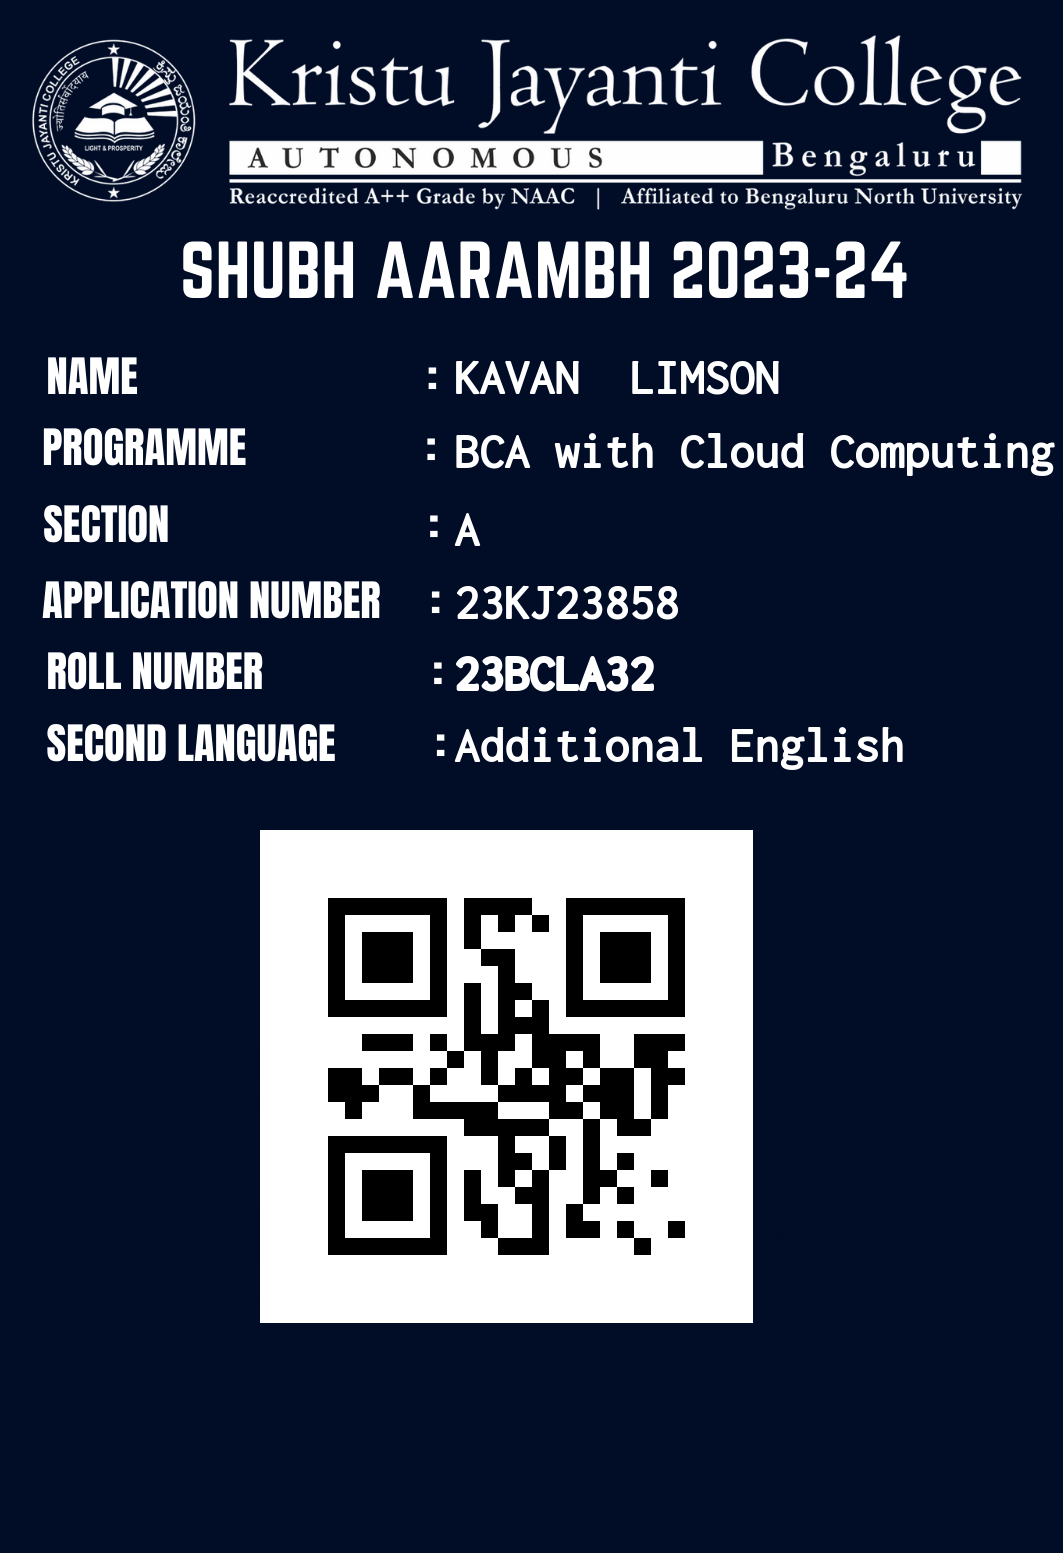 Kristu Jayanti College
AUTONOMOUS Bengaluru
Reaccredited A++ Grade by NAAC | Affiliated to Bengaluru North University
KRISTU JAYANTI COLLEGE
LIGHT & PROSPERITY
SHUBH AARAMBH 2023-24
NAME : KAVAN LIMSON
PROGRAMME : BCA with Cloud Computing
SECTION : A
APPLICATION NUMBER : 23KJ23858
ROLL NUMBER : 23BCLA32
SECOND LANGUAGE : Additional English